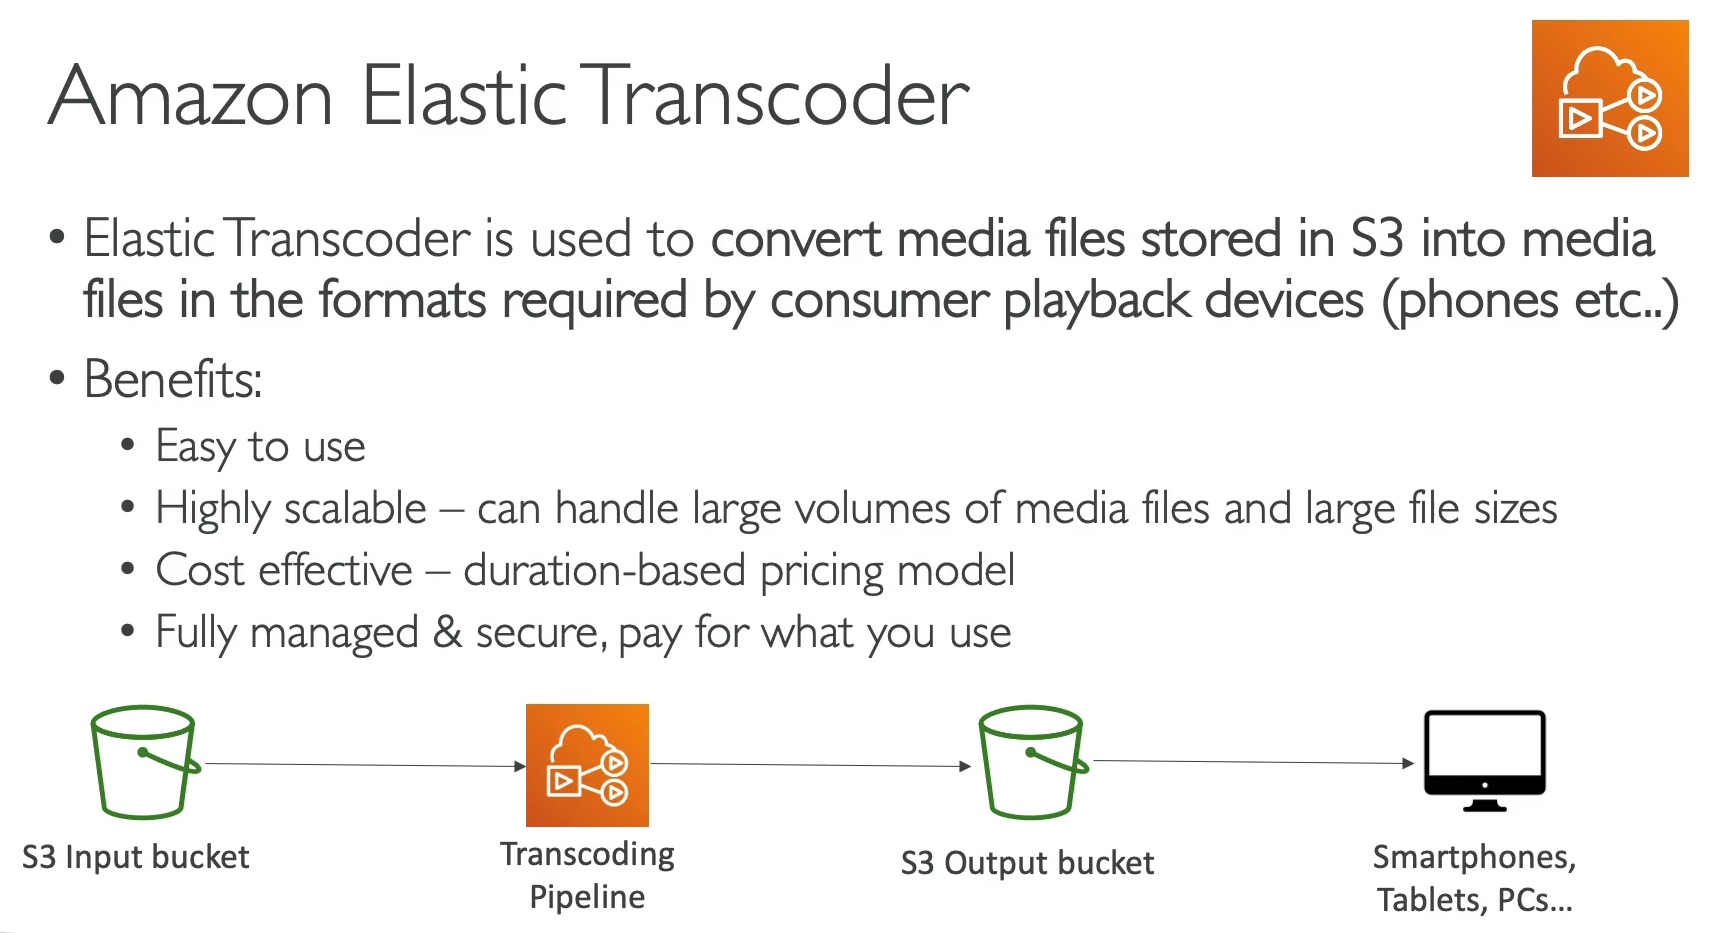 Amazon Elastic Transcoder
• Elastic Transcoder is used to convert media files stored in S3 into media
files in the formats required by consumer playback devices (phones etc..)
• Benefits:
• Easy to use
• Highly scalable – can handle large volumes of media files and large file sizes
• Cost effective – duration-based pricing model
• Fully managed & secure, pay for what you use
S3 Input bucket
Transcoding
Pipeline
S3 Output bucket
Smartphones,
Tablets, PCs...